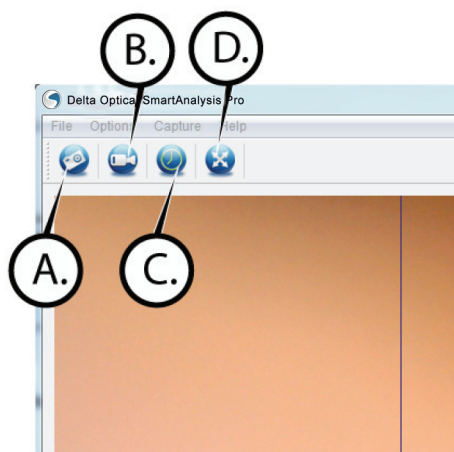 B.
D.
Delta Optical SmartAnalysis Pro
File Options Capture Help
A.
C.